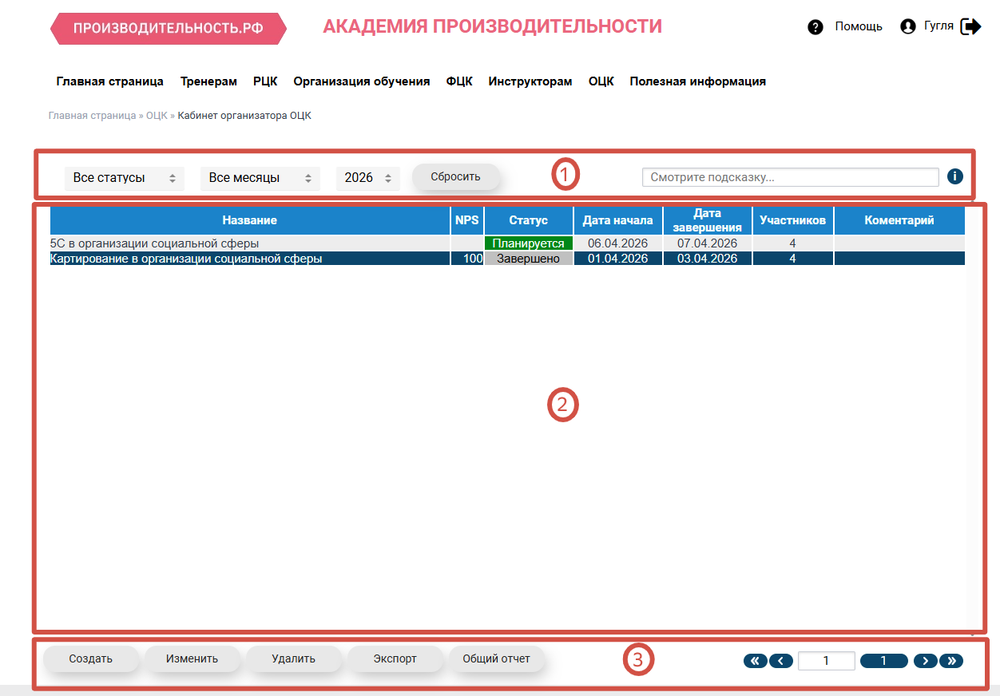 ПРОИЗВОДИТЕЛЬНОСТЬ.РФ АКАДЕМИЯ ПРОИЗВОДИТЕЛЬНОСТИ ? Помощь Гугля
Главная страница Тренерам РЦК Организация обучения ФЦК Инструкторам ОЦК Полезная информация
Главная страница » ОЦК » Кабинет организатора ОЦК
Все статусы Все месяцы 2026 Сбросить 1 Смотрите подсказку... i
Название NPS Статус Дата начала Дата завершения Участников Коментарий
5С в организации социальной сферы Планируется 06.04.2026 07.04.2026 4
Картирование в организации социальной сферы 100 Завершено 01.04.2026 03.04.2026 4
2
Создать Изменить Удалить Экспорт Общий отчет 3 « ‹ 1 1 › »